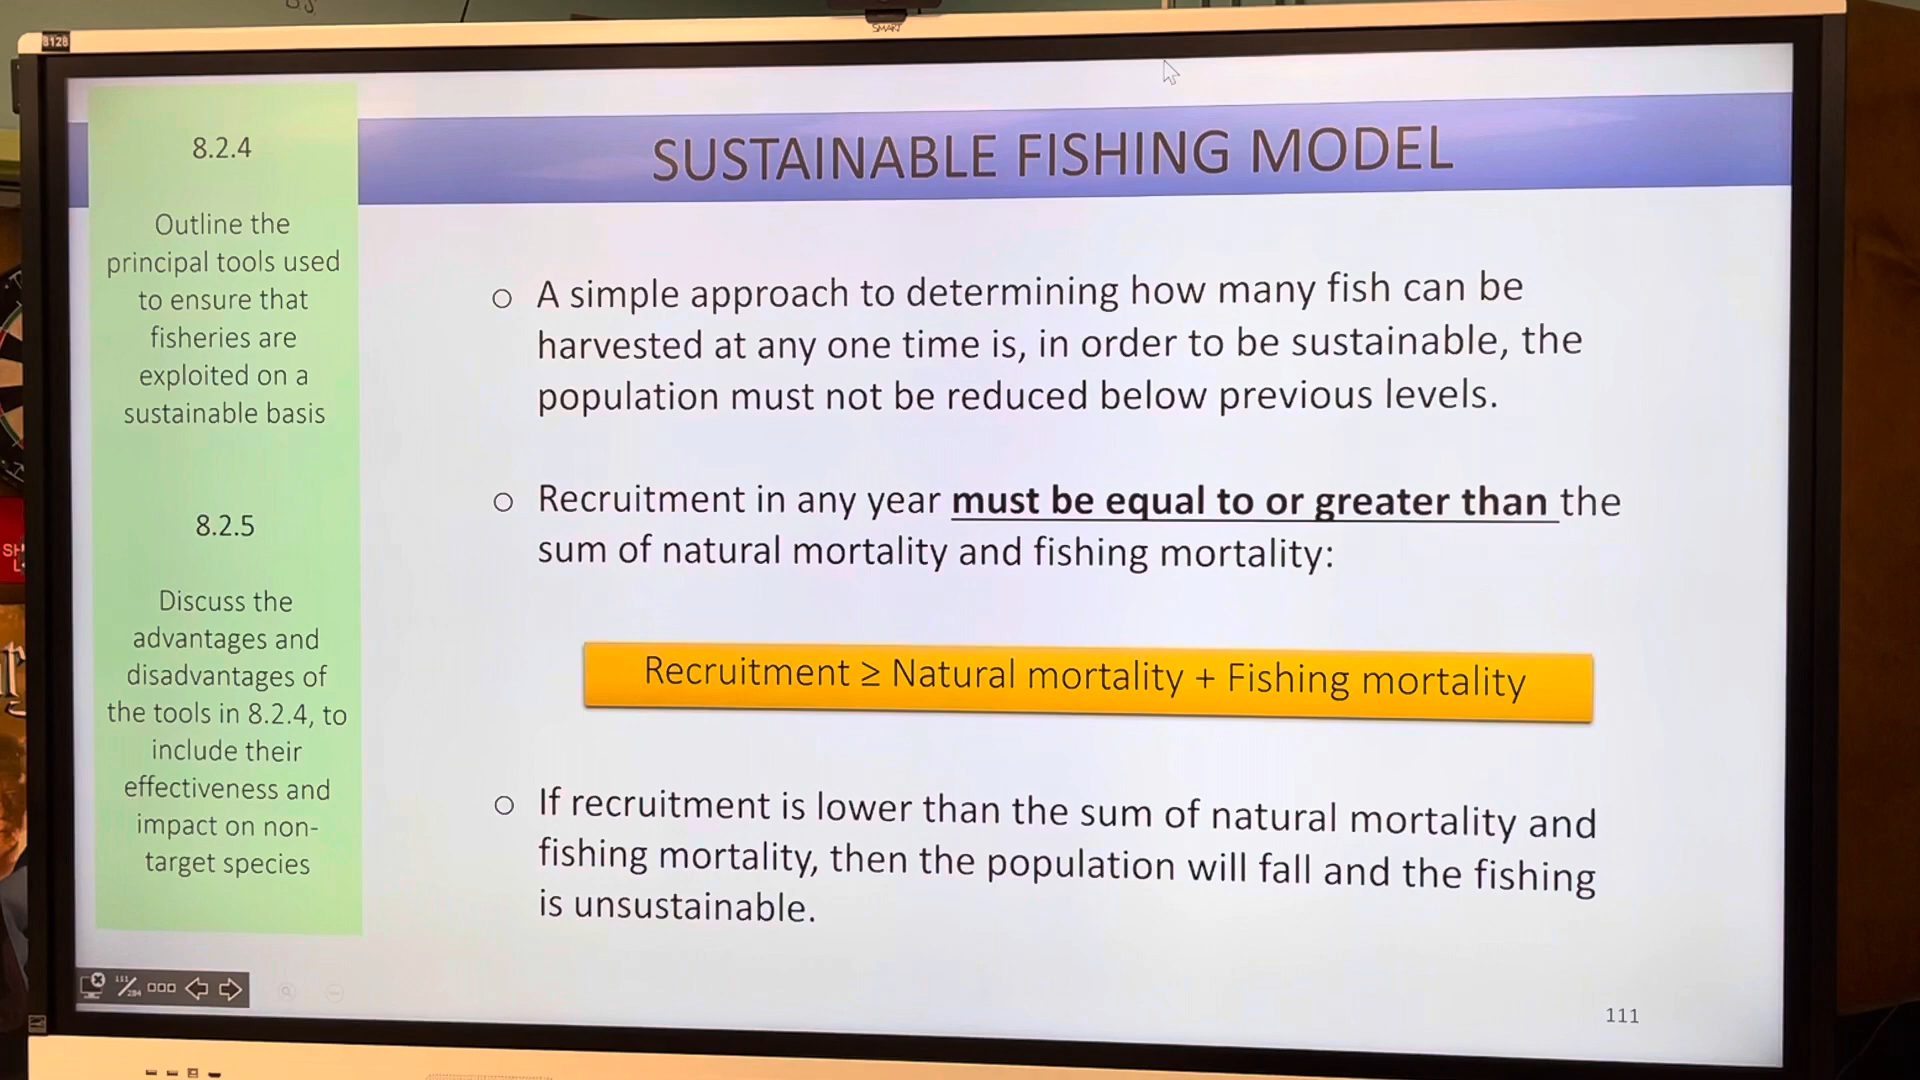 8128
SMART
8.2.4
Outline the
principal tools used
to ensure that
fisheries are
exploited on a
sustainable basis
8.2.5
Discuss the
advantages and
disadvantages of
the tools in 8.2.4, to
include their
effectiveness and
impact on non-
target species
SUSTAINABLE FISHING MODEL
○ A simple approach to determining how many fish can be
harvested at any one time is, in order to be sustainable, the
population must not be reduced below previous levels.
○ Recruitment in any year must be equal to or greater than the
sum of natural mortality and fishing mortality:
Recruitment ≥ Natural mortality + Fishing mortality
○ If recruitment is lower than the sum of natural mortality and
fishing mortality, then the population will fall and the fishing
is unsustainable.
111/284
111